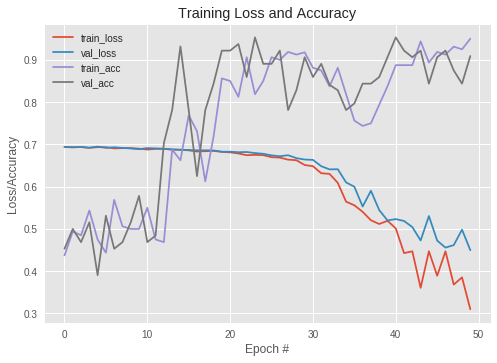 Training Loss and Accuracy
train_loss
val_loss
train_acc
val_acc
0.9
0.8
0.7
0.6
0.5
0.4
0.3
Loss/Accuracy
0 10 20 30 40 50
Epoch #